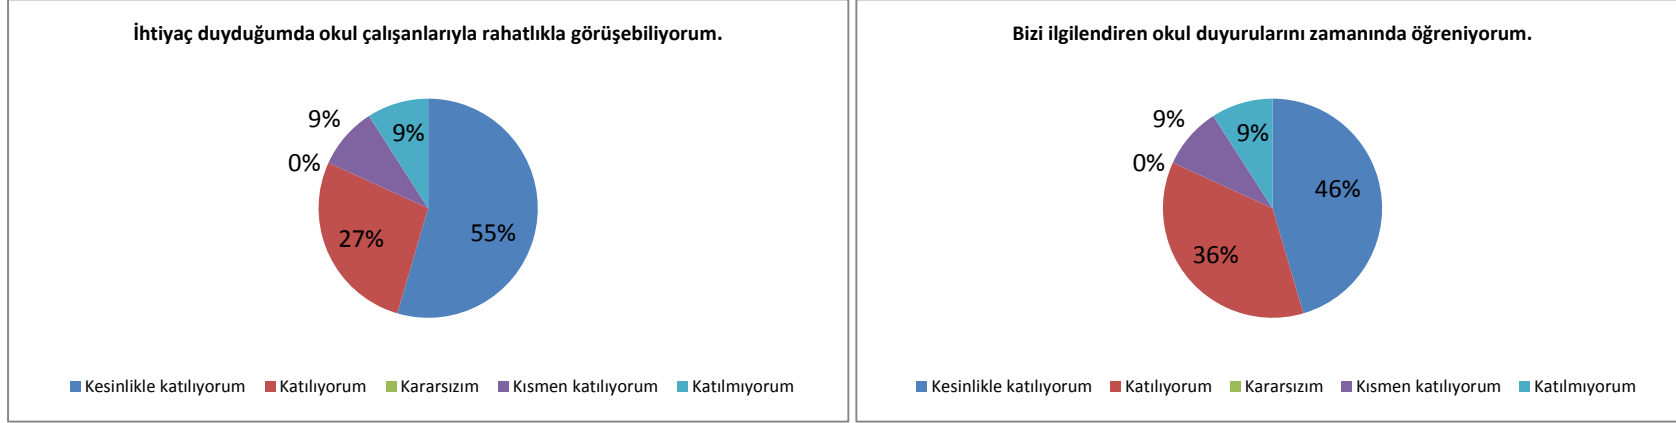 İhtiyaç duyduğumda okul çalışanlarıyla rahatlıkla görüşebiliyorum.
9%
9%
0%
27%
55%
Kesinlikle katılıyorum Katılıyorum Kararsızım Kısmen katılıyorum Katılmıyorum
Bizi ilgilendiren okul duyurularını zamanında öğreniyorum.
9%
9%
0%
46%
36%
Kesinlikle katılıyorum Katılıyorum Kararsızım Kısmen katılıyorum Katılmıyorum